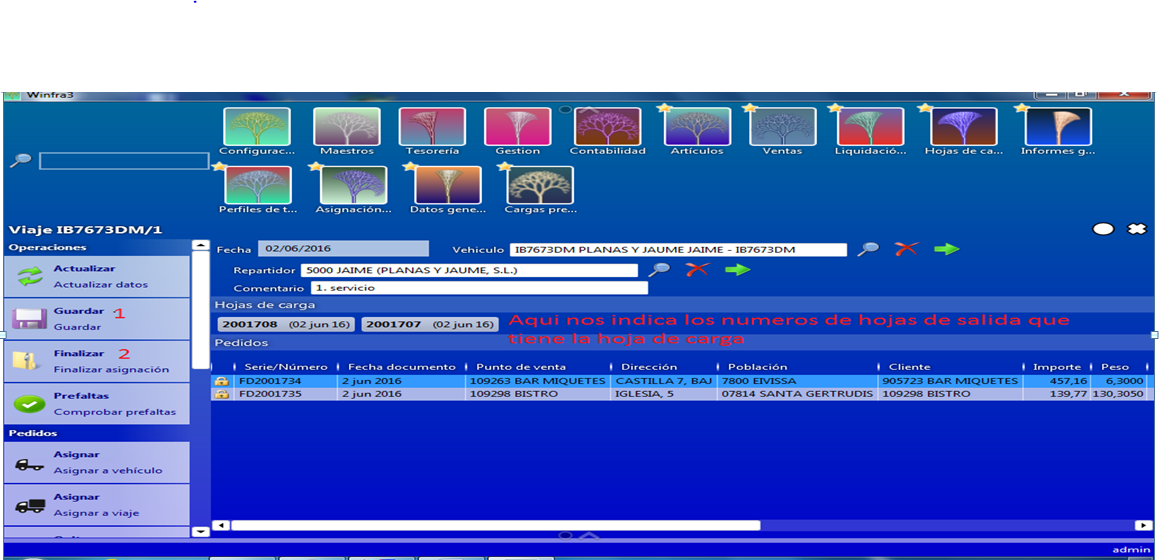 Winfra3
Configurac... Maestros Tesorería Gestion Contabilidad Artículos Ventas Liquidació... Hojas de ca... Informes g...
Perfiles de t... Asignación... Datos gene... Cargas pre...
Viaje IB7673DM/1
Operaciones
Actualizar
Actualizar datos
Guardar 1
Guardar
Finalizar 2
Finalizar asignación
Prefaltas
Comprobar prefaltas
Pedidos
Asignar
Asignar a vehículo
Asignar
Asignar a viaje
Fecha 02/06/2016 Vehiculo IB7673DM PLANAS Y JAUME JAIME - IB7673DM
Repartidor 5000 JAIME (PLANAS Y JAUME, S.L.)
Comentario 1. servicio
Hojas de carga
2001708 (02 jun 16) 2001707 (02 jun 16) Aqui nos indica los numeros de hojas de salida que
tiene la hoja de carga
Pedidos
Serie/Número Fecha documento Punto de venta Dirección Población Cliente Importe Peso
FD2001734 2 jun 2016 109263 BAR MIQUETES CASTILLA 7, BAJ 7800 EIVISSA 905723 BAR MIQUETES 457,16 6,3000
FD2001735 2 jun 2016 109298 BISTRO IGLESIA, 5 07814 SANTA GERTRUDIS 109298 BISTRO 139,77 130,3050
admin